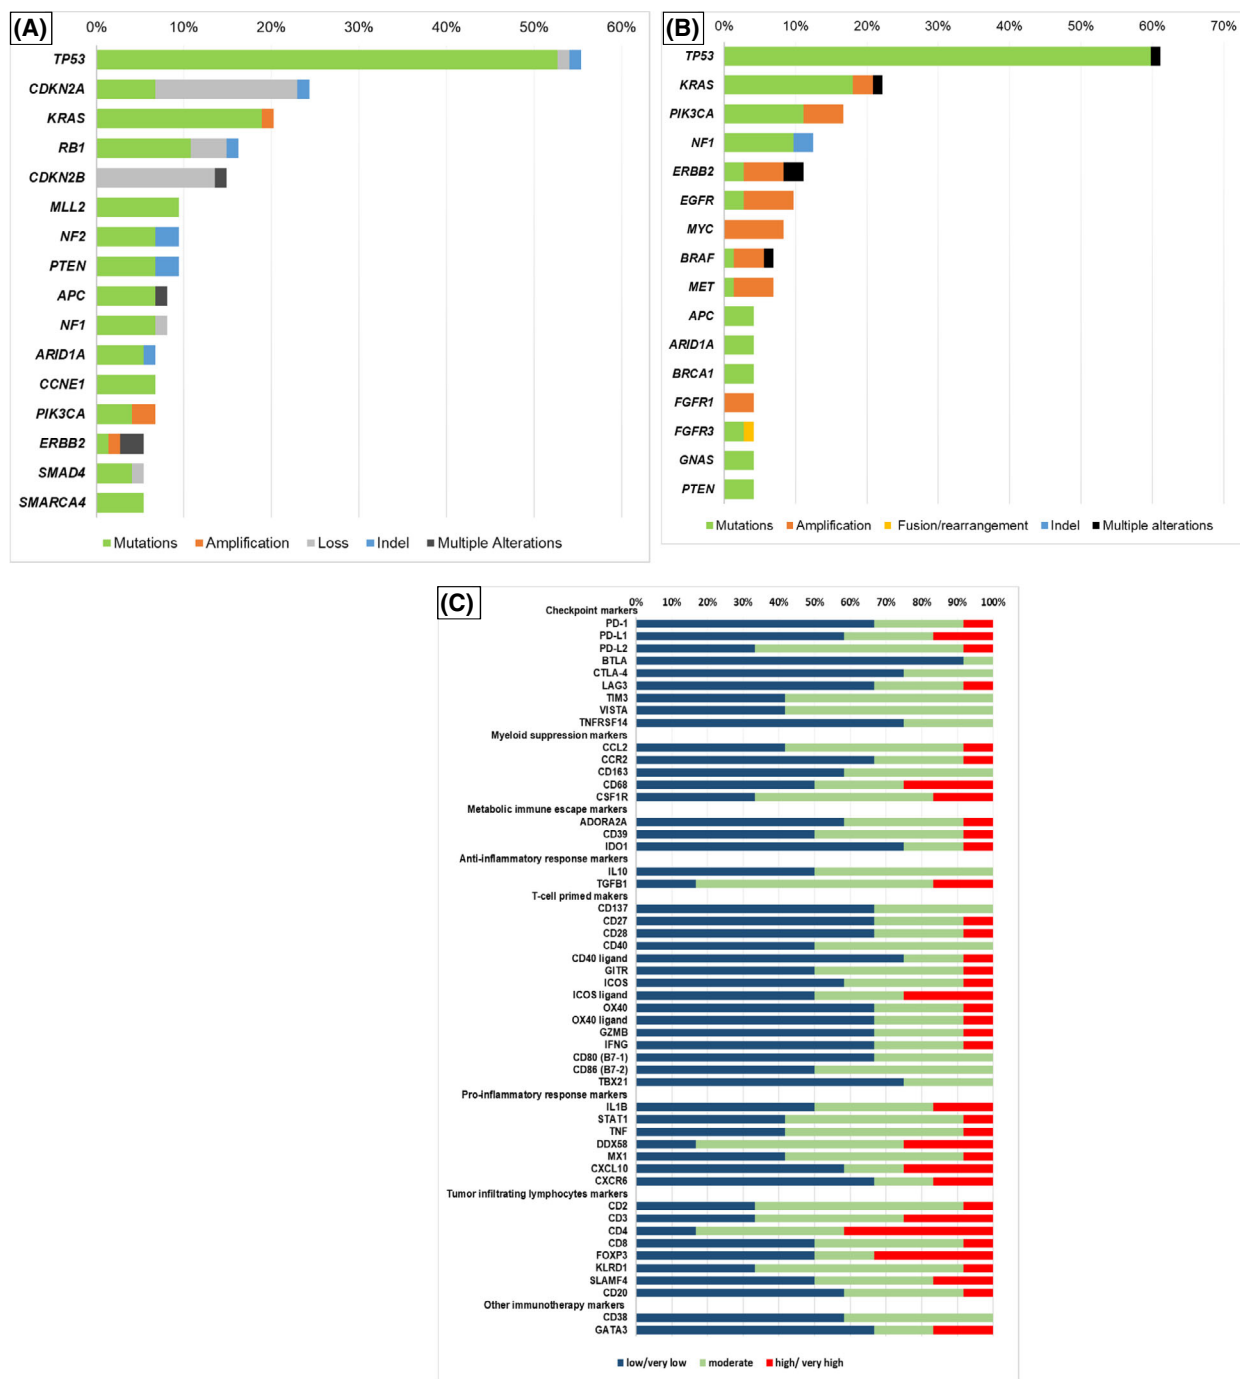 (A)
0% 10% 20% 30% 40% 50% 60%
TP53
CDKN2A
KRAS
RB1
CDKN2B
MLL2
NF2
PTEN
APC
NF1
ARID1A
CCNE1
PIK3CA
ERBB2
SMAD4
SMARCA4
Mutations Amplification Loss Indel Multiple Alterations
(B)
0% 10% 20% 30% 40% 50% 60% 70%
TP53
KRAS
PIK3CA
NF1
ERBB2
EGFR
MYC
BRAF
MET
APC
ARID1A
BRCA1
FGFR1
FGFR3
GNAS
PTEN
Mutations Amplification Fusion/rearrangement Indel Multiple alterations
(C)
0% 10% 20% 30% 40% 50% 60% 70% 80% 90% 100%
Checkpoint markers
PD-1
PD-L1
PD-L2
BTLA
CTLA-4
LAG3
TIM3
VISTA
TNFRSF14
Myeloid suppression markers
CCL2
CCR2
CD163
CD68
CSF1R
Metabolic immune escape markers
ADORA2A
CD39
IDO1
Anti-inflammatory response markers
IL10
TGFB1
T-cell primed makers
CD137
CD27
CD28
CD40
CD40 ligand
GITR
ICOS
ICOS ligand
OX40
OX40 ligand
GZMB
IFNG
CD80 (B7-1)
CD86 (B7-2)
TBX21
Pro-inflammatory response markers
IL1B
STAT1
TNF
DDX58
MX1
CXCL10
CXCR6
Tumor infiltrating lymphocytes markers
CD2
CD3
CD4
CD8
FOXP3
KLRD1
SLAMF4
CD20
Other immunotherapy markers
CD38
GATA3
low/very low moderate high/ very high